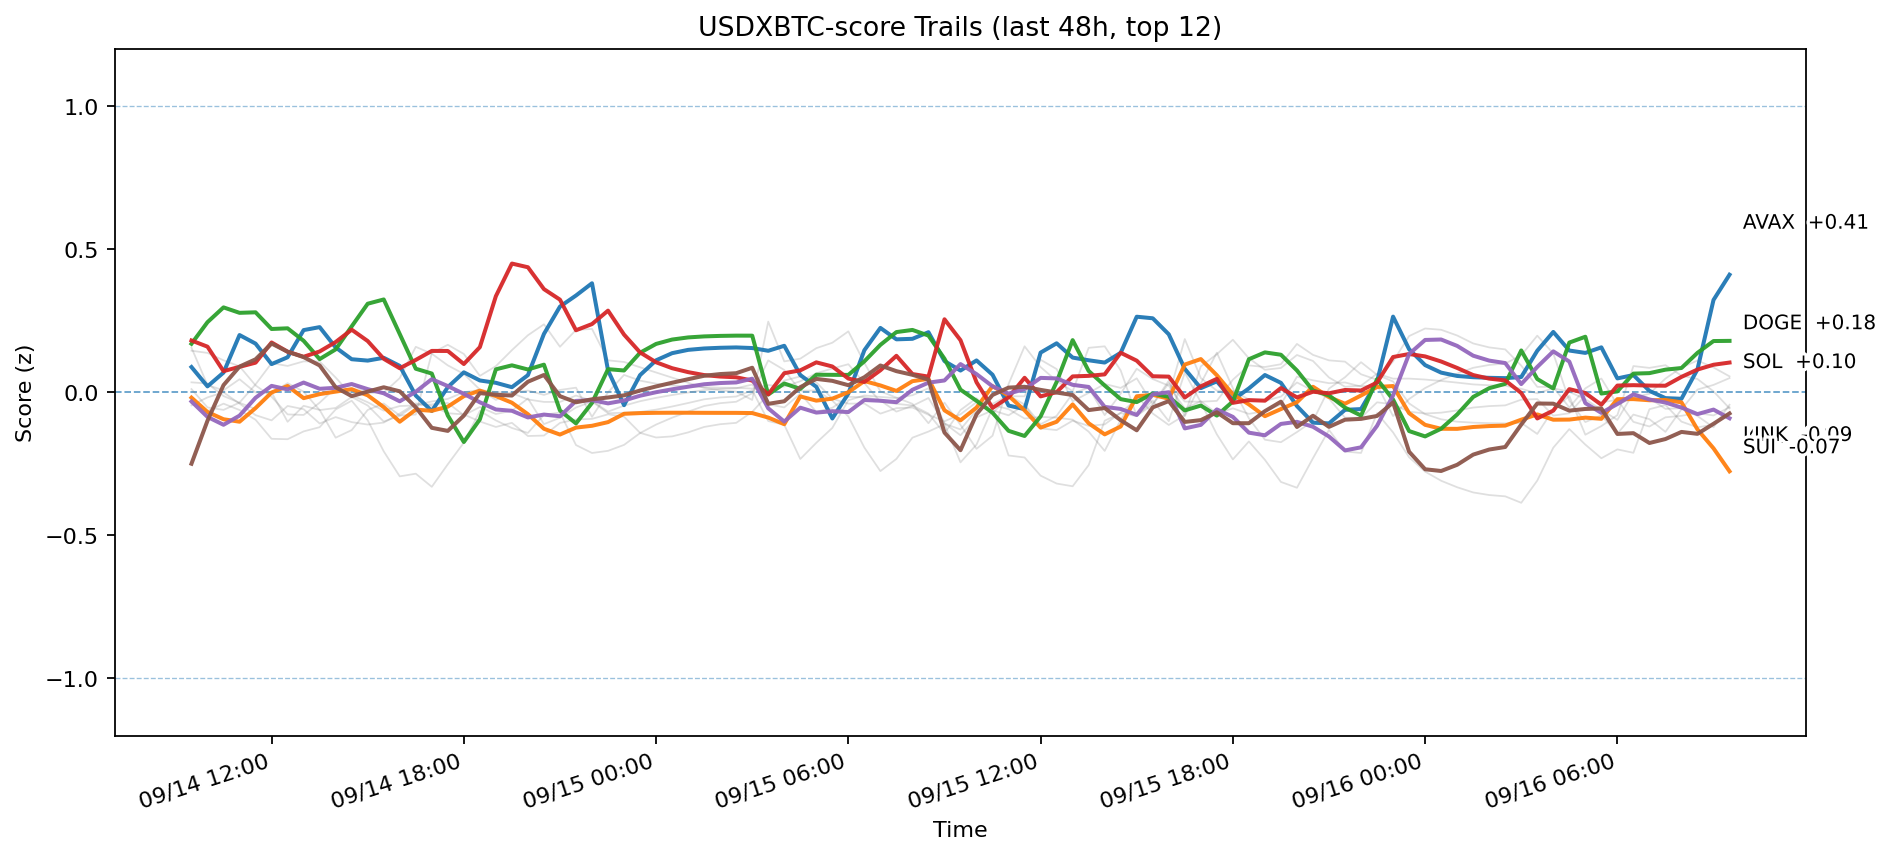 USDXBTC-score Trails (last 48h, top 12)
Score (z)
1.0
0.5
0.0
−0.5
−1.0
AVAX +0.41
DOGE +0.18
SOL +0.10
LINK -0.09
SUI -0.07
09/14 12:00
09/14 18:00
09/15 00:00
09/15 06:00
09/15 12:00
09/15 18:00
09/16 00:00
09/16 06:00
Time